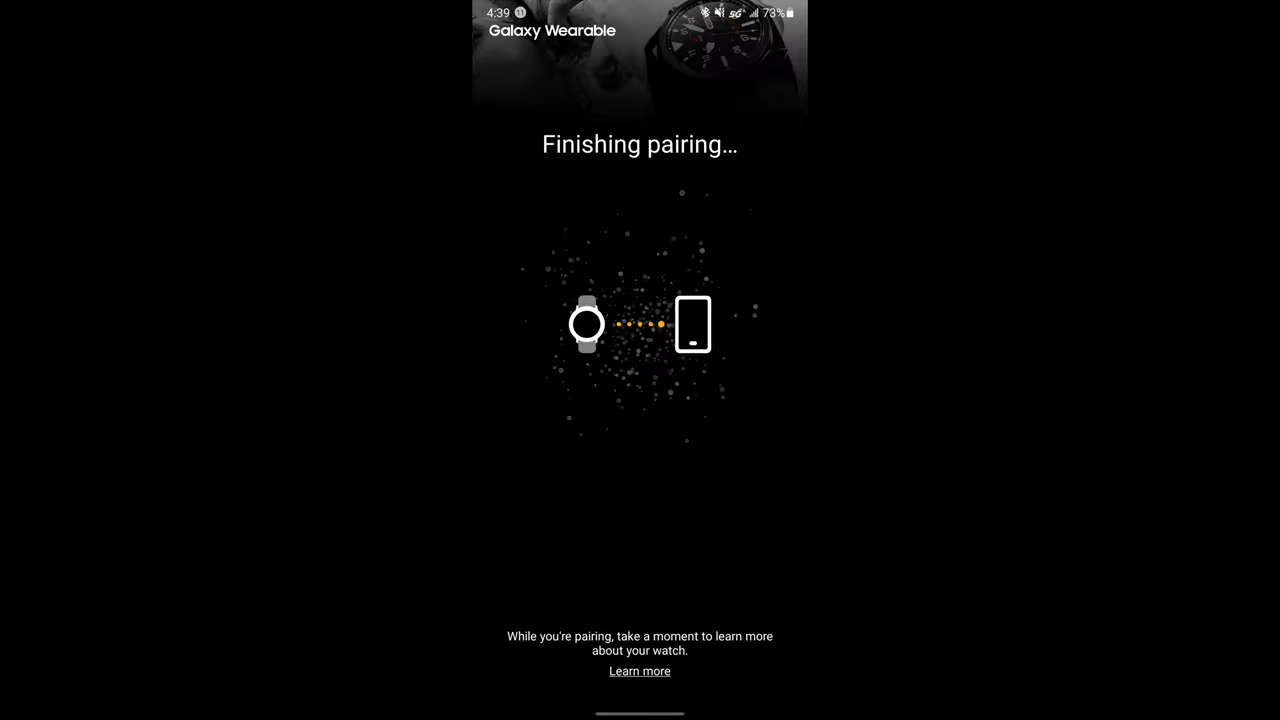 4:39 5G 73%
Galaxy Wearable
Finishing pairing...
While you're pairing, take a moment to learn more
about your watch.
Learn more